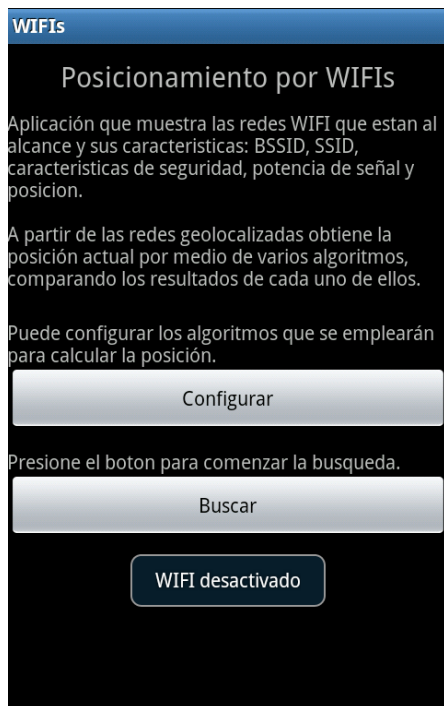 WIFIs
Posicionamiento por WIFIs
Aplicación que muestra las redes WIFI que estan al
alcance y sus caracteristicas: BSSID, SSID,
caracteristicas de seguridad, potencia de señal y
posicion.
A partir de las redes geolocalizadas obtiene la
posición actual por medio de varios algoritmos,
comparando los resultados de cada uno de ellos.
Puede configurar los algoritmos que se emplearán
para calcular la posición.
Configurar
Presione el boton para comenzar la busqueda.
Buscar
WIFI desactivado